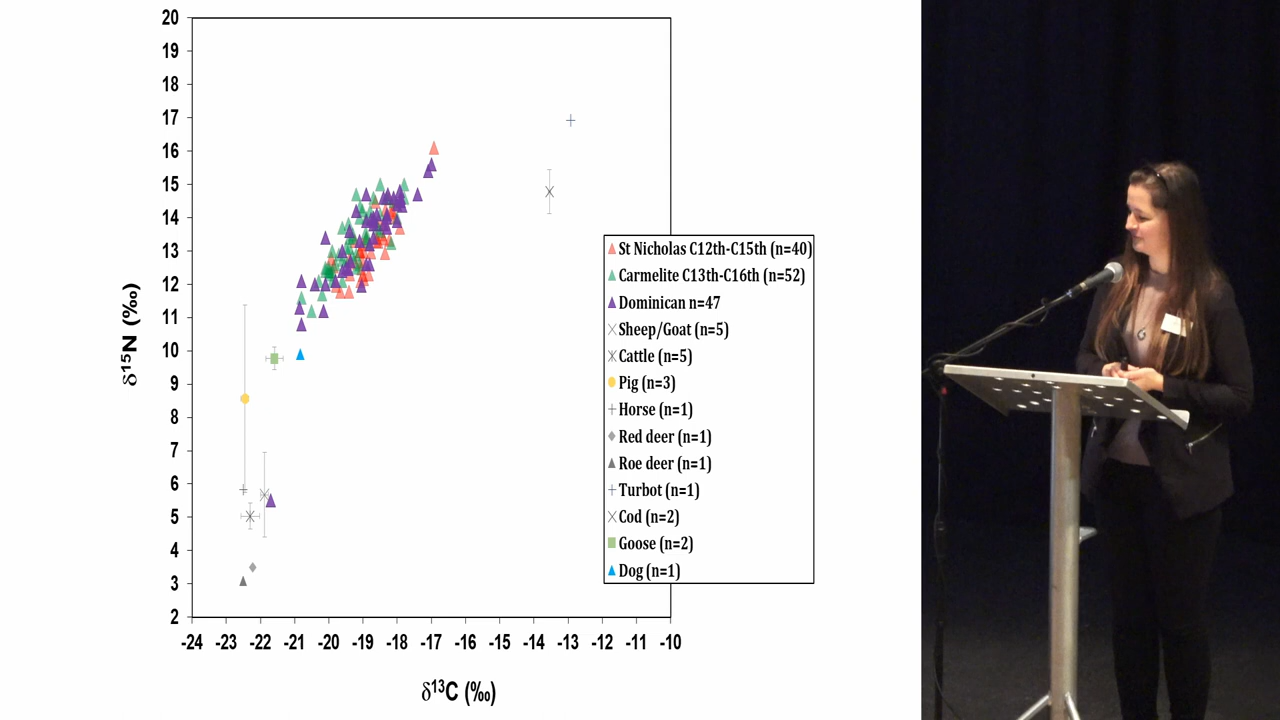 20
19
18
17
16
15
14
13
12
11
10
9
8
7
6
5
4
3
2
δ15N (‰)
-24 -23 -22 -21 -20 -19 -18 -17 -16 -15 -14 -13 -12 -11 -10
δ13C (‰)
St Nicholas C12th-C15th (n=40)
Carmelite C13th-C16th (n=52)
Dominican n=47
Sheep/Goat (n=5)
Cattle (n=5)
Pig (n=3)
Horse (n=1)
Red deer (n=1)
Roe deer (n=1)
Turbot (n=1)
Cod (n=2)
Goose (n=2)
Dog (n=1)